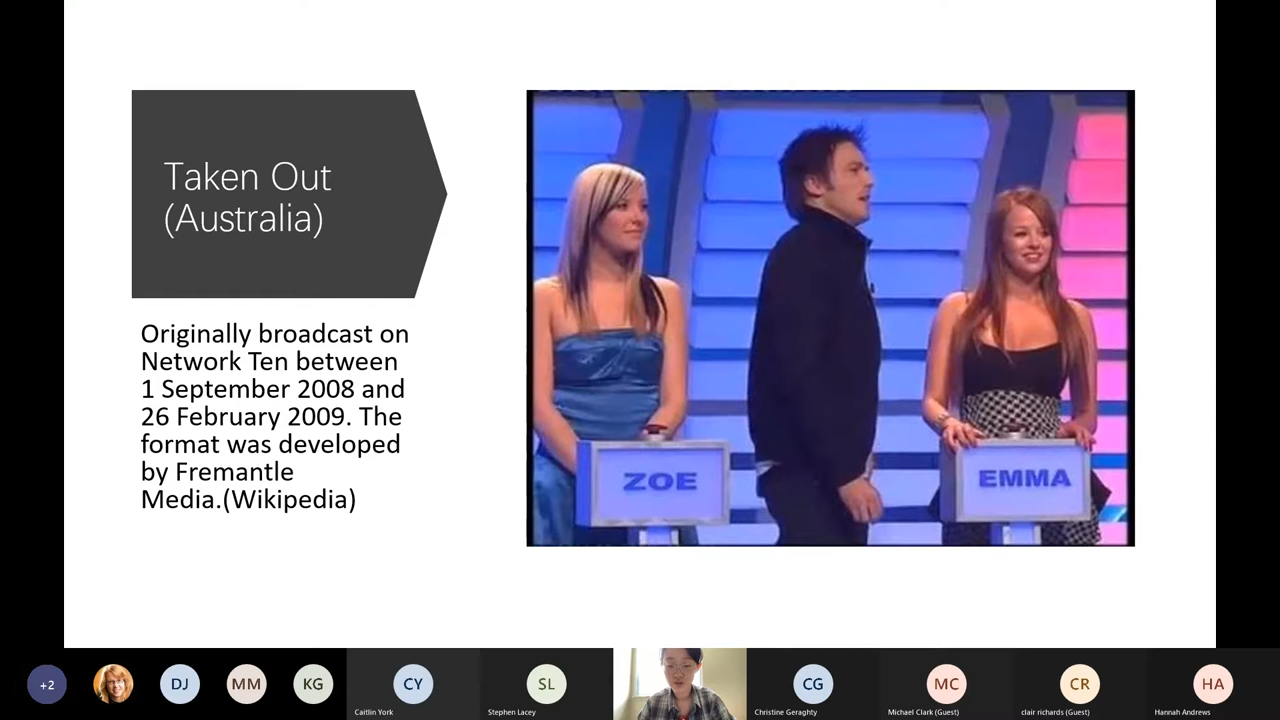 Taken Out
(Australia)
Originally broadcast on
Network Ten between
1 September 2008 and
26 February 2009. The
format was developed
by Fremantle
Media.(Wikipedia)
ZOE
EMMA
+2
DJ
MM
KG
CY
SL
CG
MC
CR
HA
Caitlin York
Stephen Lacey
Christine Geraghty
Michael Clark (Guest)
clair richards (Guest)
Hannah Andrews